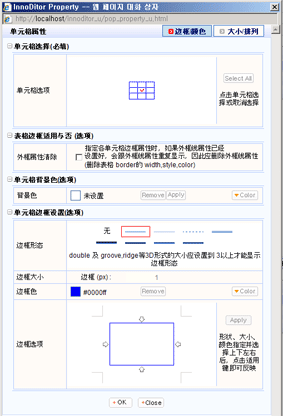 InnoDitor Property -- 웹 페이지 대화 상자
http://localhost/innoditor_u/pop_property_u.html
单元格属性
边框/颜色
大小/排列
单元格选择(必填)
单元格选项
Select All
点击单元格选
择或取消选择
表格边框适用与否 (选项)
外框属性清除
指定各单元格边框属性时，如果外框线属性已经
设置好，会跟外框线属性重复显示，因此应删除外框线属性
(删除表格 border的 width,style,color)
单元格背景色(选项)
背景色
未设置
Remove
Apply
Color
单元格边框设置(选项)
边框形态
无
double 及 groove,ridge等3D形式的大小应设置到 3以上才能显示
边框形态
边框大小
边框 (px) :
1
边框色
#0000ff
Remove
Color
边框选项
Apply
形状、大小、
颜色指定并选
择上下左右
后，点击适用
键即可反映
OK
Close